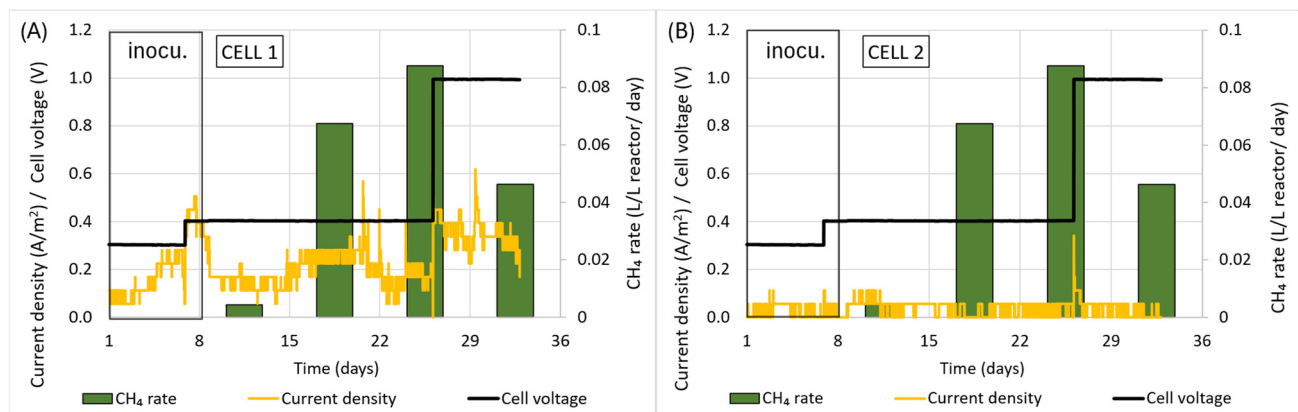 (A)
inocu.
CELL 1
Current density (A/m²) / Cell voltage (V)
1.2
1.0
0.8
0.6
0.4
0.2
0.0
0.1
0.08
0.06
0.04
0.02
0
CH₄ rate (L/L reactor/ day)
1 8 15 22 29 36
Time (days)
CH₄ rate Current density Cell voltage
(B)
inocu.
CELL 2
Current density (A/m²) / Cell voltage (V)
1.2
1.0
0.8
0.6
0.4
0.2
0.0
0.1
0.08
0.06
0.04
0.02
0
CH₄ rate (L/L reactor/ day)
1 8 15 22 29 36
Time (days)
CH₄ rate Current density Cell voltage